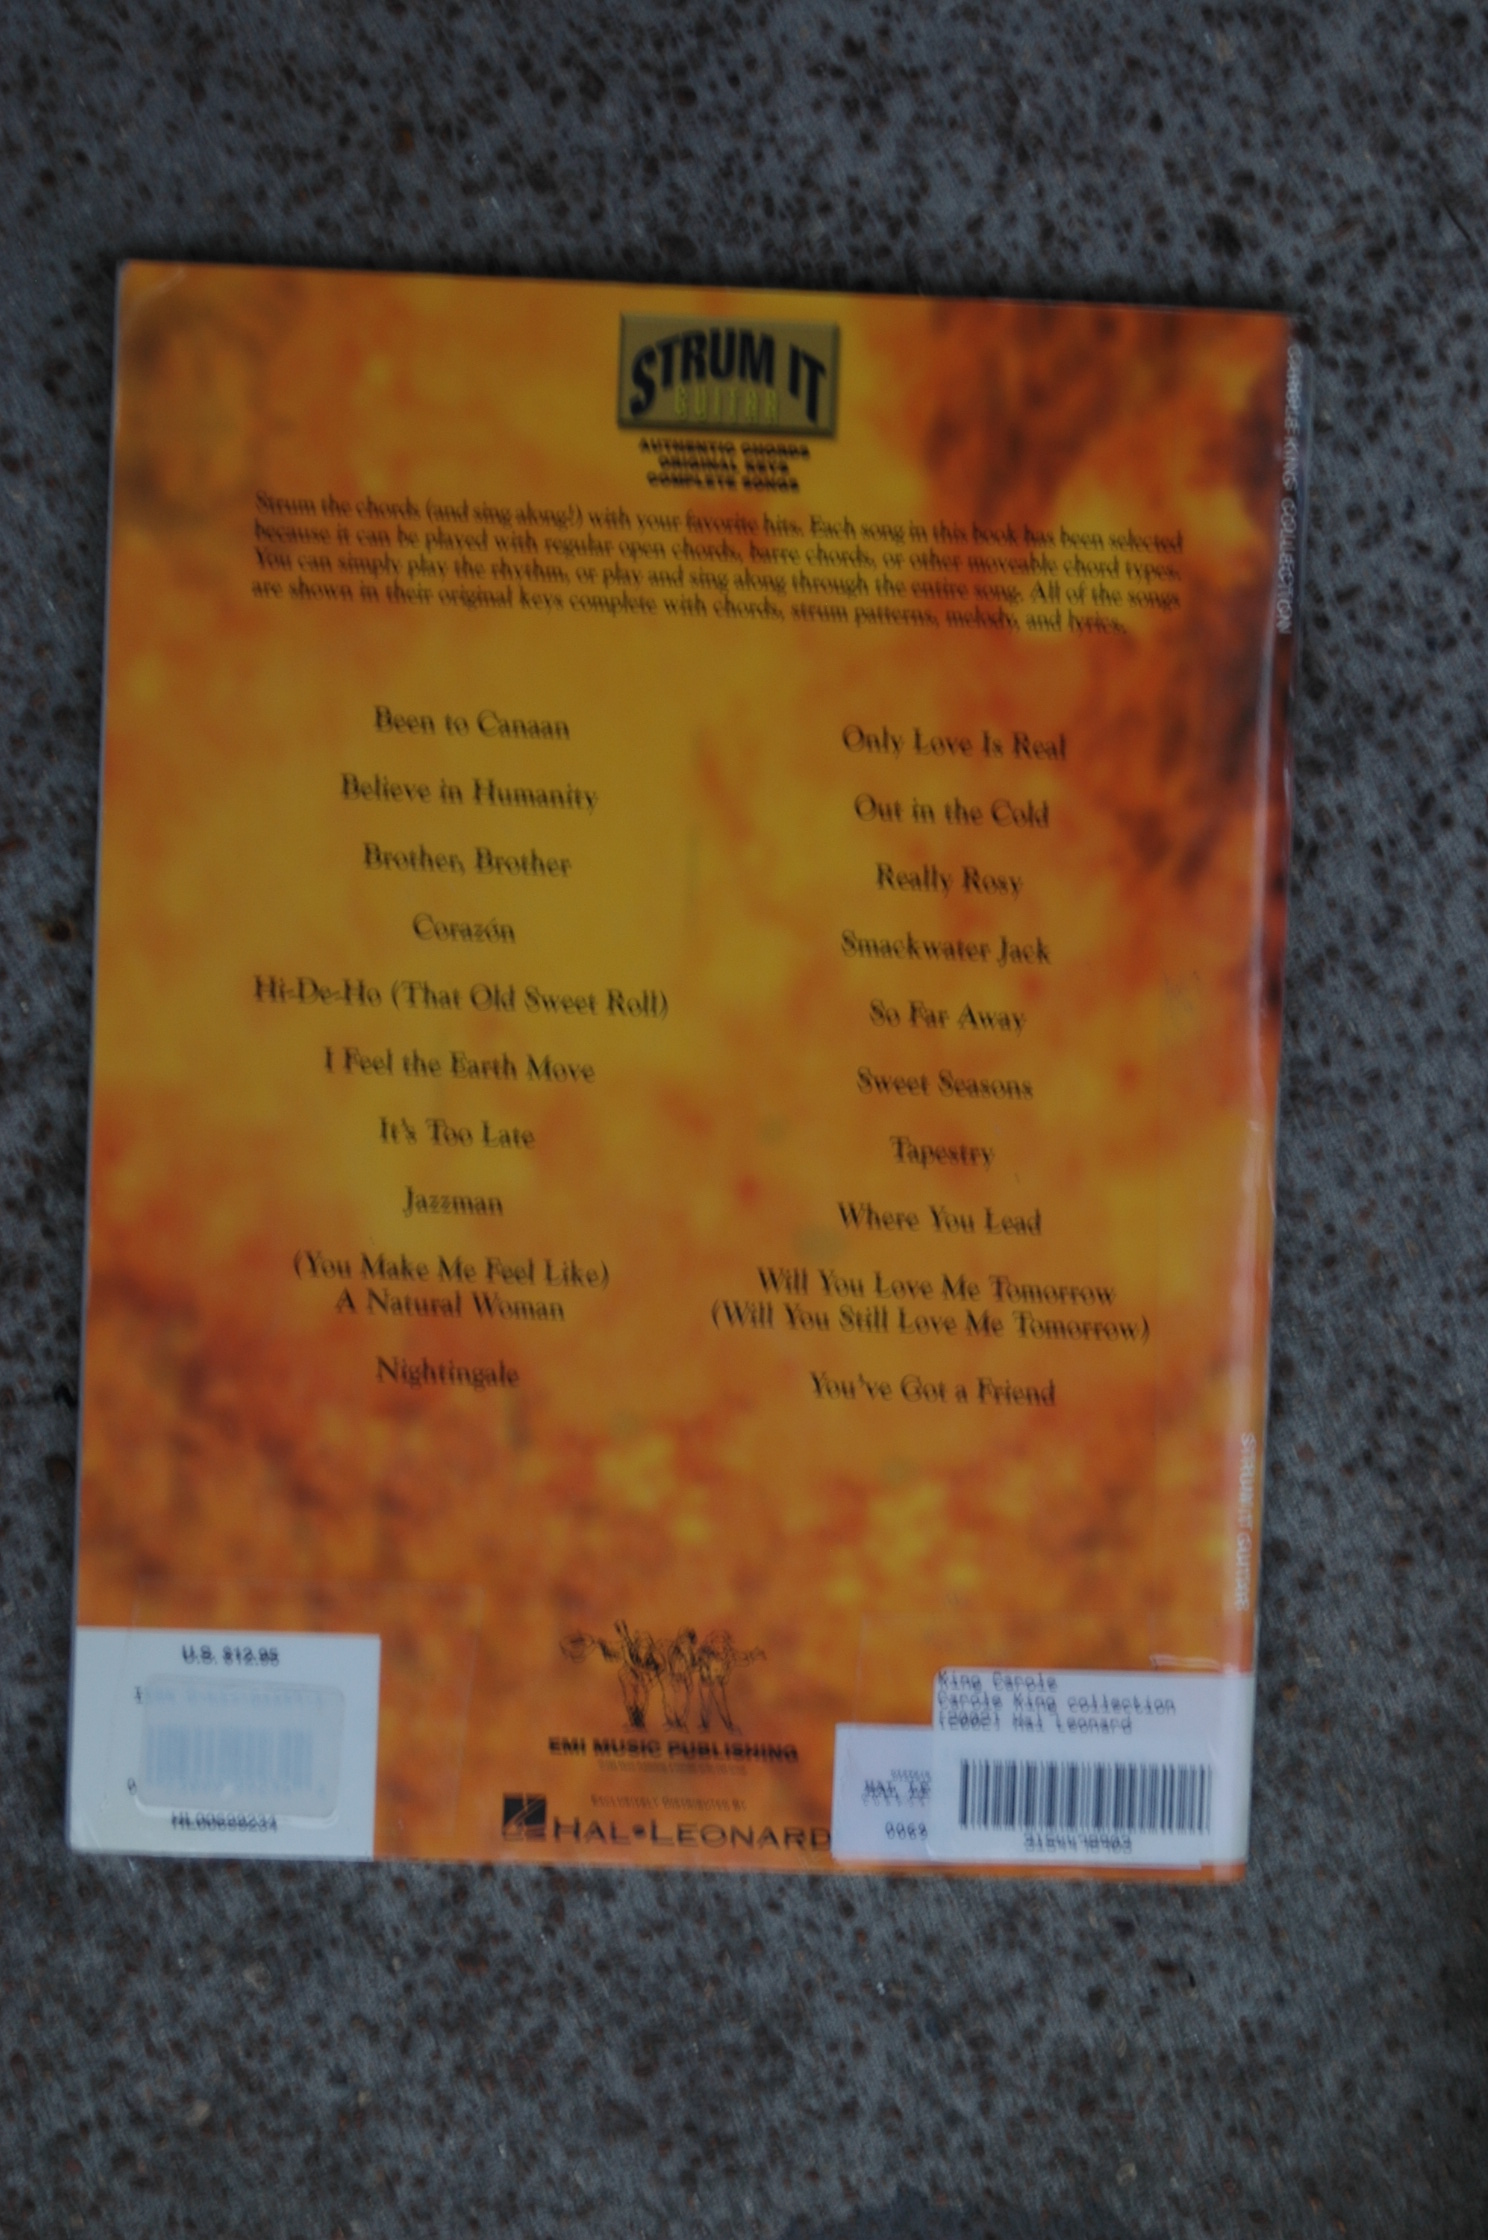 STRUM IT
GUITAR
AUTHENTIC CHORDS
ORIGINAL KEYS
COMPLETE SONGS
Strum the chords (and sing along!) with your favorite hits. Each song in this book has been selected
because it can be played with regular open chords, barre chords, or other moveable chord types.
You can simply play the rhythm, or play and sing along through the entire song. All of the songs
are shown in their original keys complete with chords, strum patterns, melody, and lyrics.
Been to Canaan
Believe in Humanity
Brother, Brother
Corazón
Hi-De-Ho (That Old Sweet Roll)
I Feel the Earth Move
It's Too Late
Jazzman
(You Make Me Feel Like)
A Natural Woman
Nightingale
Only Love Is Real
Out in the Cold
Really Rosy
Smackwater Jack
So Far Away
Sweet Seasons
Tapestry
Where You Lead
Will You Love Me Tomorrow
(Will You Still Love Me Tomorrow)
You've Got a Friend
CAROLE KING COLLECTION
STRUM IT GUITAR
U.S. $12.95
EMI MUSIC PUBLISHING
EXCLUSIVELY DISTRIBUTED BY
HAL•LEONARD
HAL LE
0069
King Carole
Carole King collection
(2002) Hal Leonard